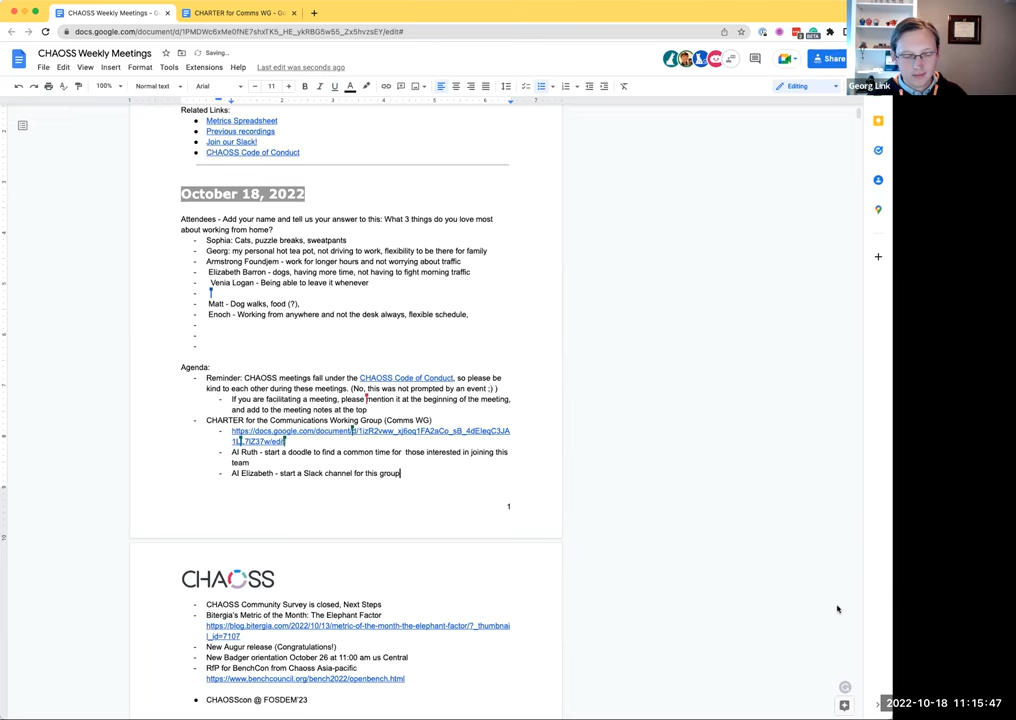 CHAOSS Weekly Meetings - G
CHARTER for Comms WG - Go
docs.google.com/document/d/1PMDWc6xMe0fNE7shxTK5_HE_ykRBG5w55_Zx5hvzsEY/edit#
CHAOSS Weekly Meetings
Saving...
File Edit View Insert Format Tools Extensions Help Last edit was seconds ago
Share
100% Normal text Arial 11 Editing
Georg Link
Related Links:
● Metrics Spreadsheet
● Previous recordings
● Join our Slack!
● CHAOSS Code of Conduct
October 18, 2022
Attendees - Add your name and tell us your answer to this: What 3 things do you love most
about working from home?
- Sophia: Cats, puzzle breaks, sweatpants
- Georg: my personal hot tea pot, not driving to work, flexibility to be there for family
- Armstrong Foundjem - work for longer hours and not worrying about traffic
- Elizabeth Barron - dogs, having more time, not having to fight morning traffic
- Venia Logan - Being able to leave it whenever
-
- Matt - Dog walks, food (?),
- Enoch - Working from anywhere and not the desk always, flexible schedule,
-
-
-
Agenda:
- Reminder: CHAOSS meetings fall under the CHAOSS Code of Conduct, so please be
kind to each other during these meetings. (No, this was not prompted by an event ;) )
- If you are facilitating a meeting, please mention it at the beginning of the meeting,
and add to the meeting notes at the top
- CHARTER for the Communications Working Group (Comms WG)
- https://docs.google.com/document/d/1izR2vww_xj6oq1FA2aCo_sB_4dEleqC3JA
- AI Ruth - start a doodle to find a common time for those interested in joining this
team
- AI Elizabeth - start a Slack channel for this group
1
CHAOSS
- CHAOSS Community Survey is closed, Next Steps
- Bitergia's Metric of the Month: The Elephant Factor
https://blog.bitergia.com/2022/10/13/metric-of-the-month-the-elephant-factor/?_thumbnai
l_id=7107
- New Augur release (Congratulations!)
- New Badger orientation October 26 at 11:00 am us Central
- RfP for BenchCon from Chaoss Asia-pacific
https://www.benchcouncil.org/bench2022/openbench.html
● CHAOSScon @ FOSDEM'23
2022-10-18 11:15:47